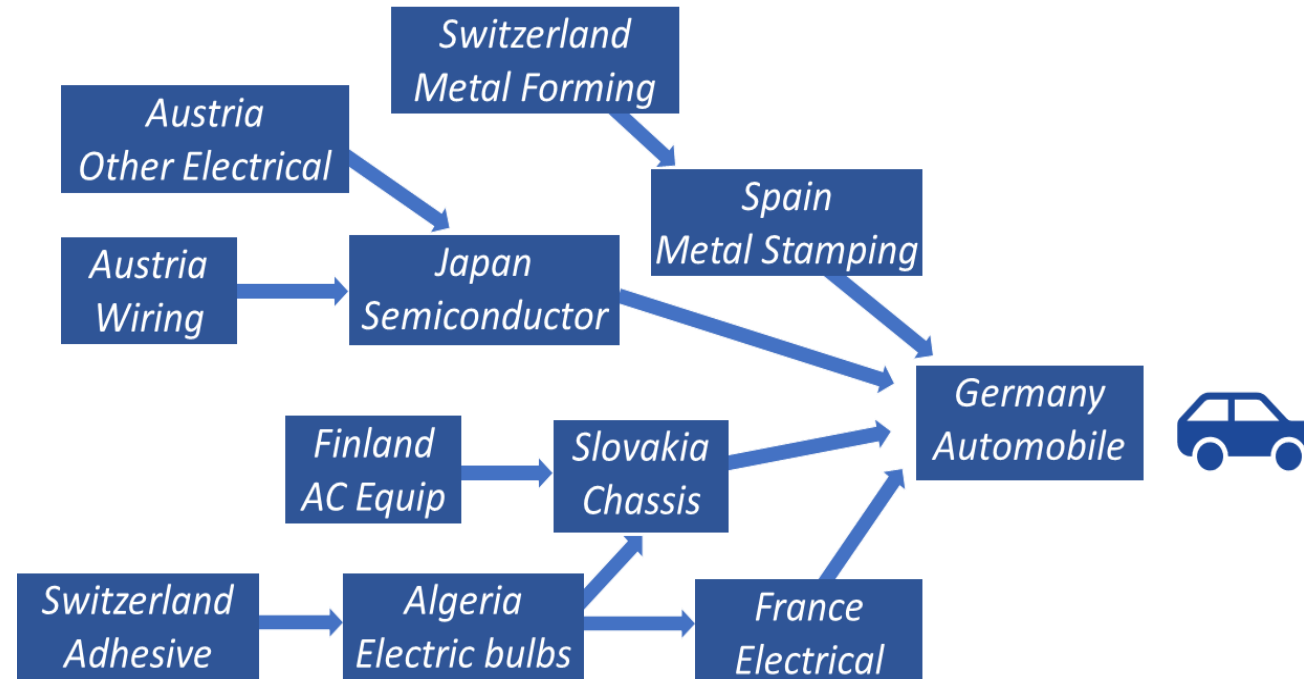 Switzerland
Metal Forming
Austria
Other Electrical
Spain
Metal Stamping
Austria
Wiring
Japan
Semiconductor
Germany
Automobile
Finland
AC Equip
Slovakia
Chassis
Switzerland
Adhesive
Algeria
Electric bulbs
France
Electrical